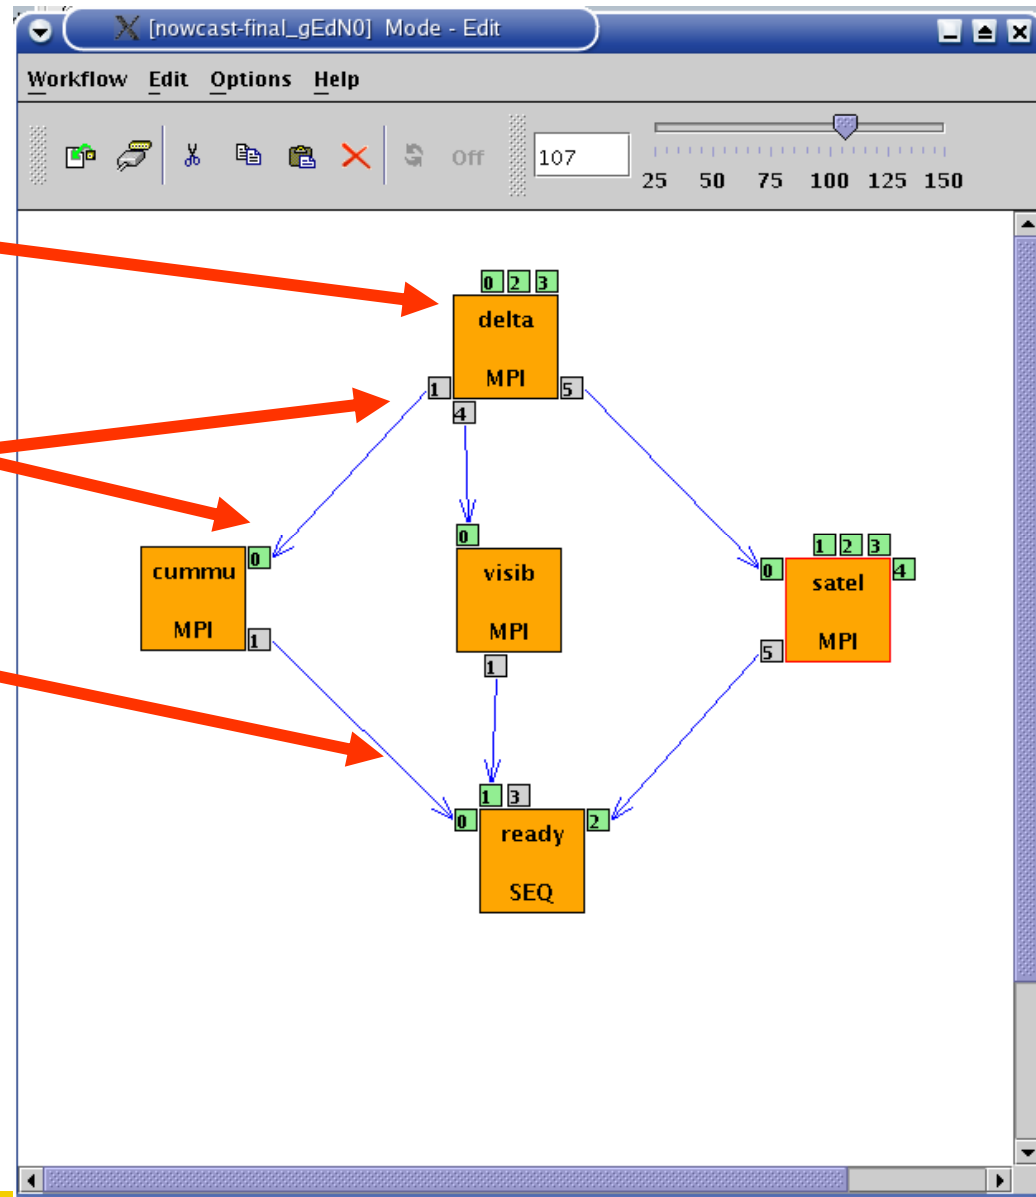 [nowcast-final_gEdN0] Mode - Edit
Workflow Edit Options Help
Off 107
25 50 75 100 125 150
0 2 3
delta
MPI
1 5
4
0
cummu 0
MPI
1
visib
MPI
1
1 2 3
0 4
satel
MPI
5
1 3
0 2
ready
SEQ